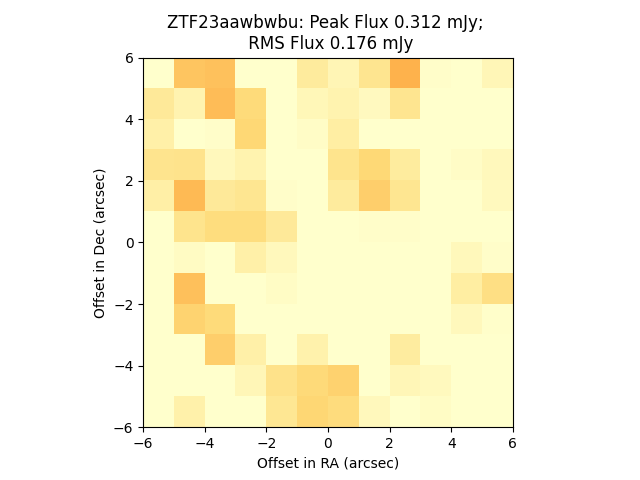 ZTF23aawbwbu: Peak Flux 0.312 mJy;
RMS Flux 0.176 mJy
6
4
2
0
−2
−4
−6
Offset in Dec (arcsec)
−6 −4 −2 0 2 4 6
Offset in RA (arcsec)